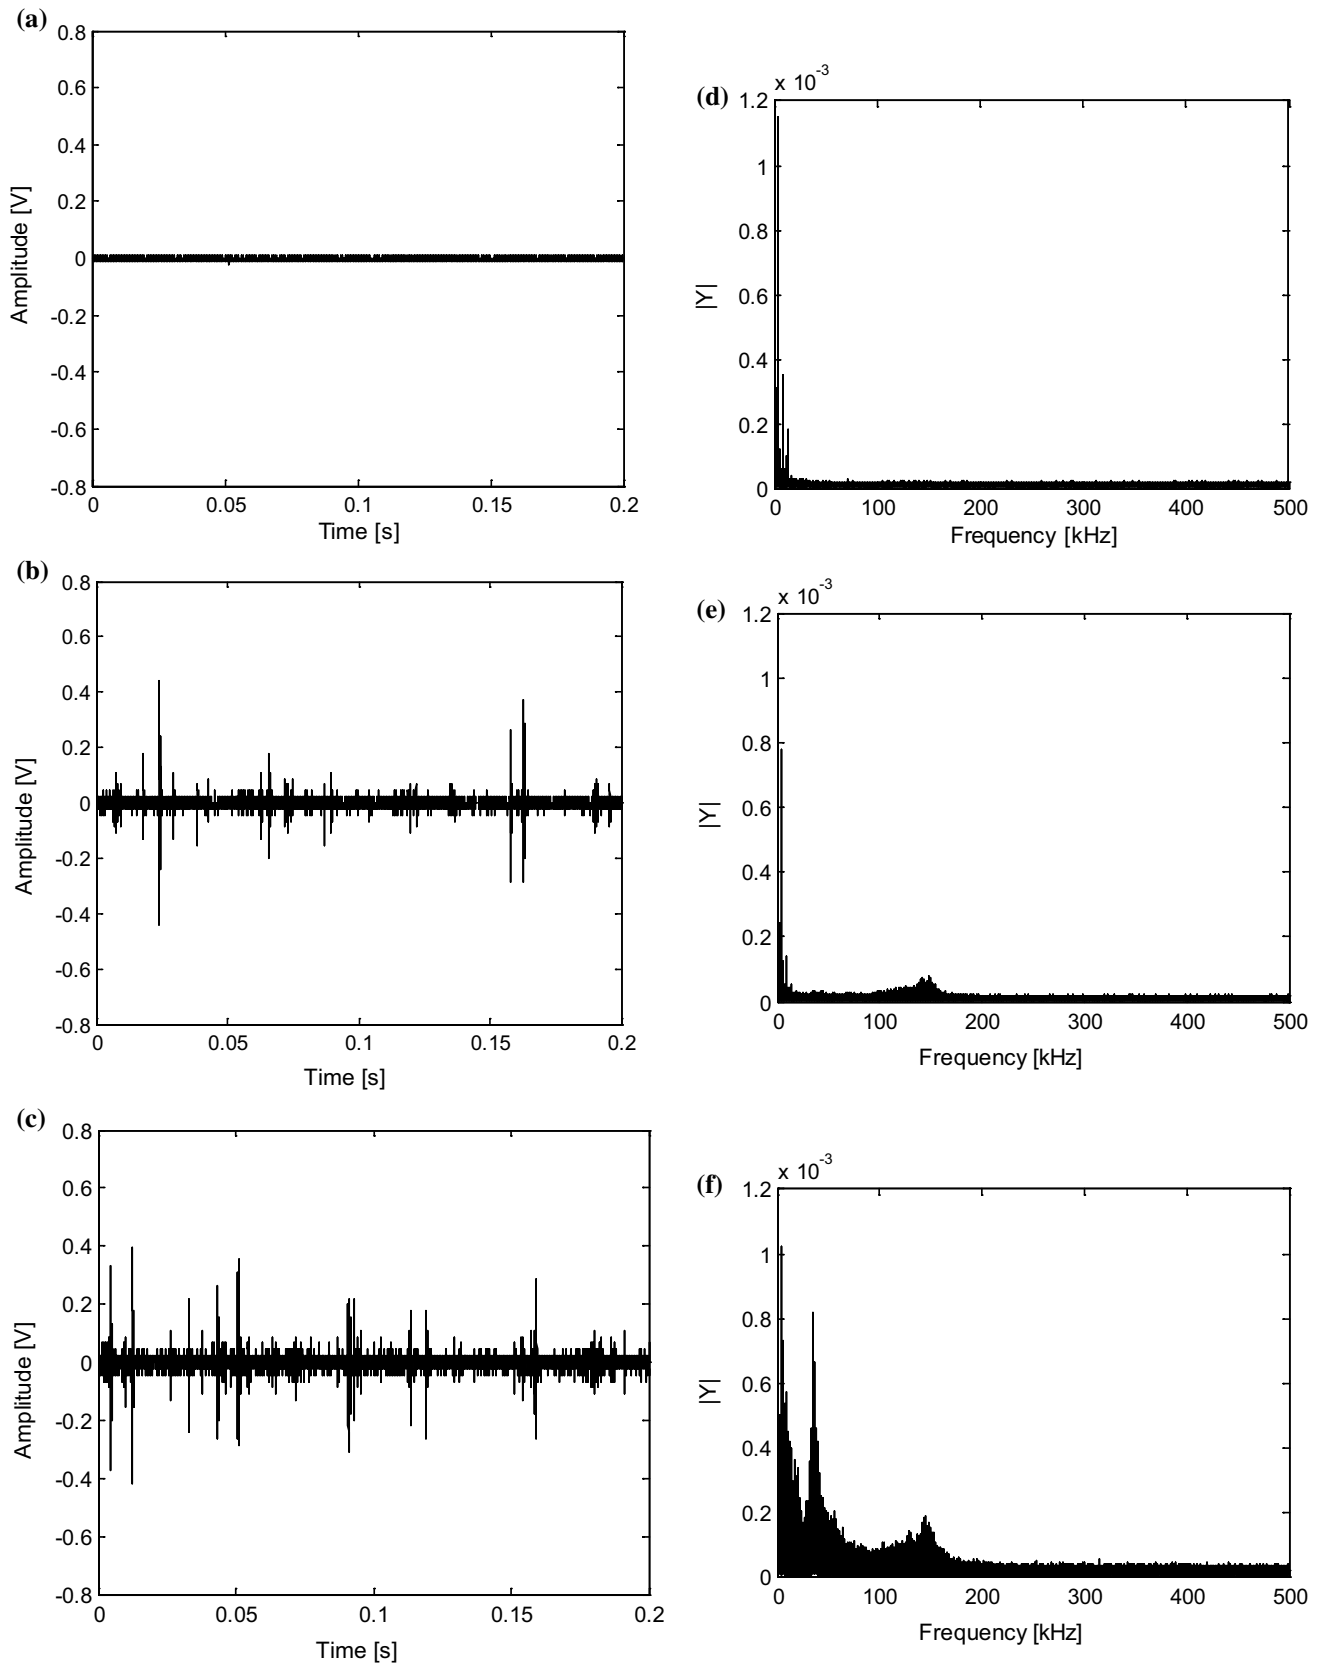 (a)
0.8
0.6
0.4
0.2
0
-0.2
-0.4
-0.6
-0.8
0 0.05 0.1 0.15 0.2
Time [s]
Amplitude [V]
(d)
x 10-3
1.2
1
0.8
0.6
0.4
0.2
0
0 100 200 300 400 500
Frequency [kHz]
|Y|
(b)
0.8
0.6
0.4
0.2
0
-0.2
-0.4
-0.6
-0.8
0 0.05 0.1 0.15 0.2
Time [s]
Amplitude [V]
(e)
x 10-3
1.2
1
0.8
0.6
0.4
0.2
0
0 100 200 300 400 500
Frequency [kHz]
|Y|
(c)
0.8
0.6
0.4
0.2
0
-0.2
-0.4
-0.6
-0.8
0 0.05 0.1 0.15 0.2
Time [s]
Amplitude [V]
(f)
x 10-3
1.2
1
0.8
0.6
0.4
0.2
0
0 100 200 300 400 500
Frequency [kHz]
|Y|